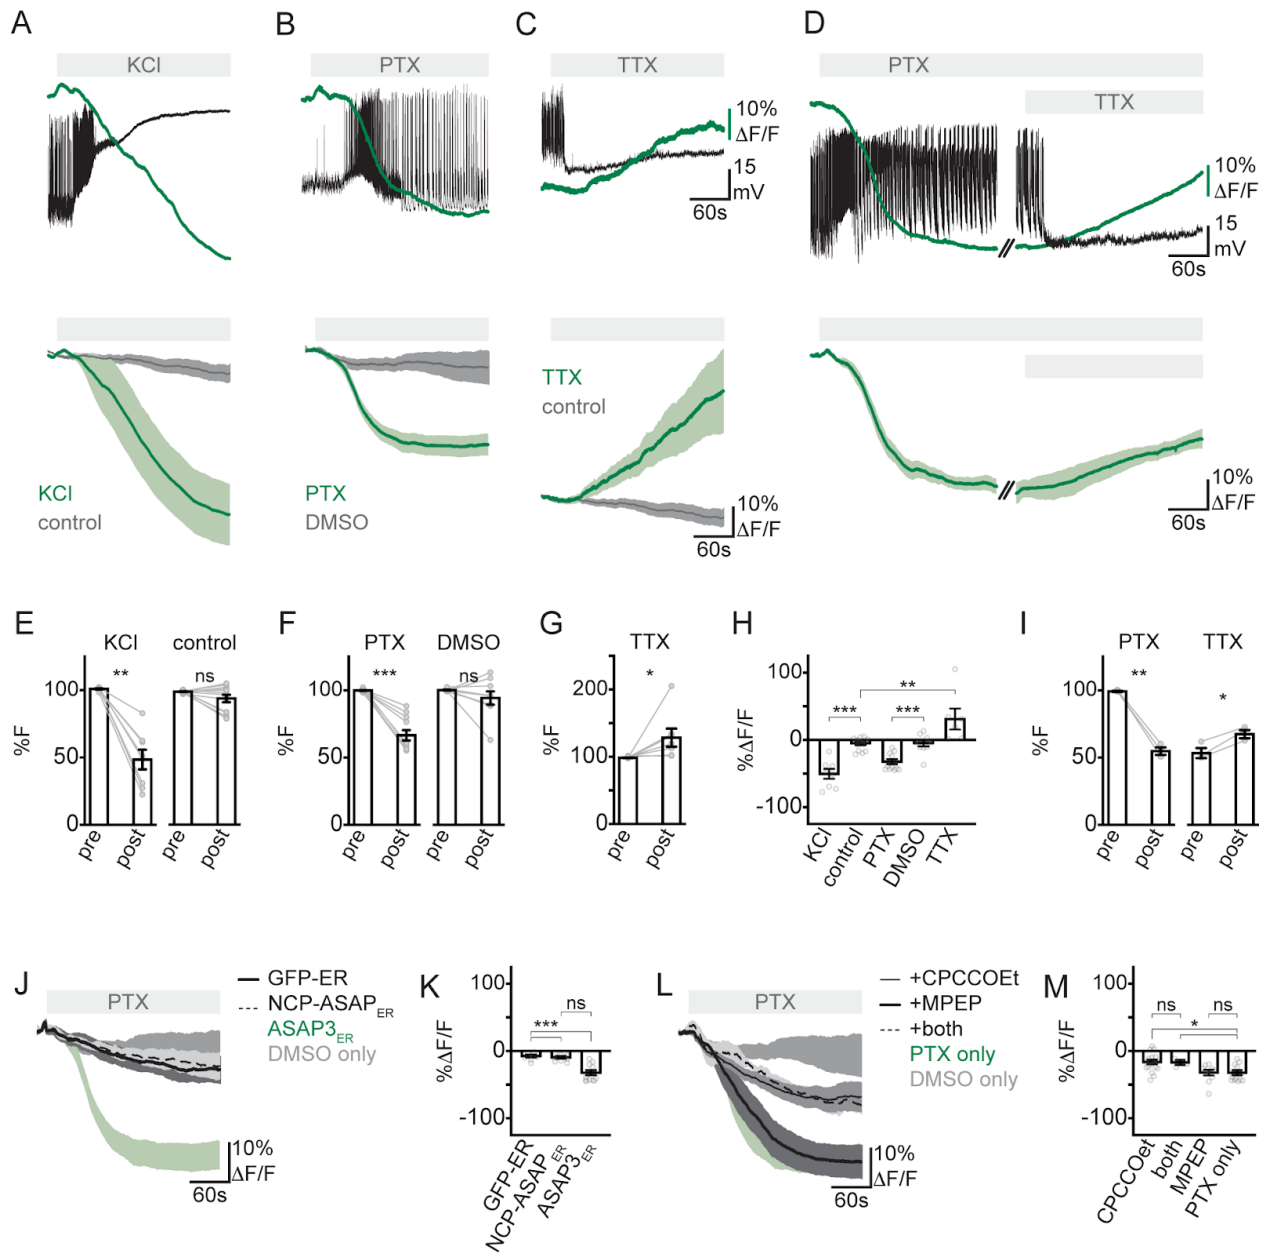 A
B
C
D
KCl
PTX
TTX
PTX
TTX
10%
ΔF/F
15
mV
60s
10%
ΔF/F
15
mV
60s
KCl
control
PTX
DMSO
TTX
control
10%
ΔF/F
60s
10%
ΔF/F
60s
E
KCl
control
%F
100
50
0
**
ns
pre
post
pre
post
F
PTX
DMSO
%F
100
50
0
***
ns
pre
post
pre
post
G
TTX
%F
200
100
0
*
pre
post
H
%ΔF/F
100
0
-100
***
***
**
KCl
control
PTX
DMSO
TTX
I
PTX
TTX
%F
100
50
0
**
*
pre
post
pre
post
J
PTX
GFP-ER
NCP-ASAPER
ASAP3ER
DMSO only
10%
ΔF/F
60s
K
%ΔF/F
100
0
-100
ns
***
GFP-ER
NCP-ASAPER
ASAP3ER
L
PTX
+CPCCOEt
+MPEP
+both
PTX only
DMSO only
10%
ΔF/F
60s
M
%ΔF/F
100
0
-100
ns
ns
*
CPCCOet
both
MPEP
PTX only